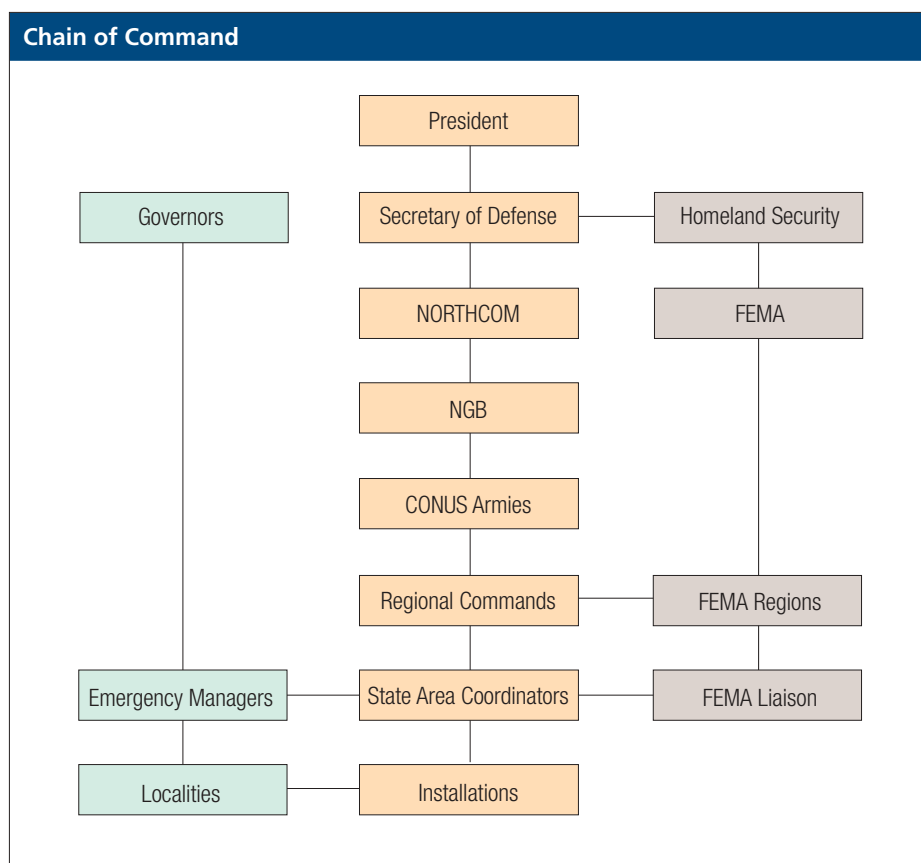 Chain of Command
President
Governors
Secretary of Defense
Homeland Security
NORTHCOM
FEMA
NGB
CONUS Armies
Regional Commands
FEMA Regions
Emergency Managers
State Area Coordinators
FEMA Liaison
Localities
Installations